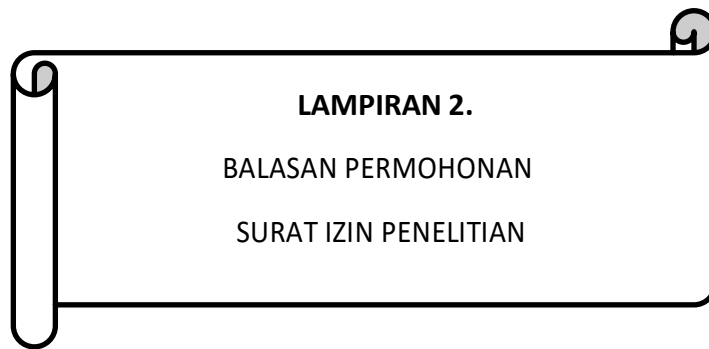 LAMPIRAN 2.
BALASAN PERMOHONAN
SURAT IZIN PENELITIAN